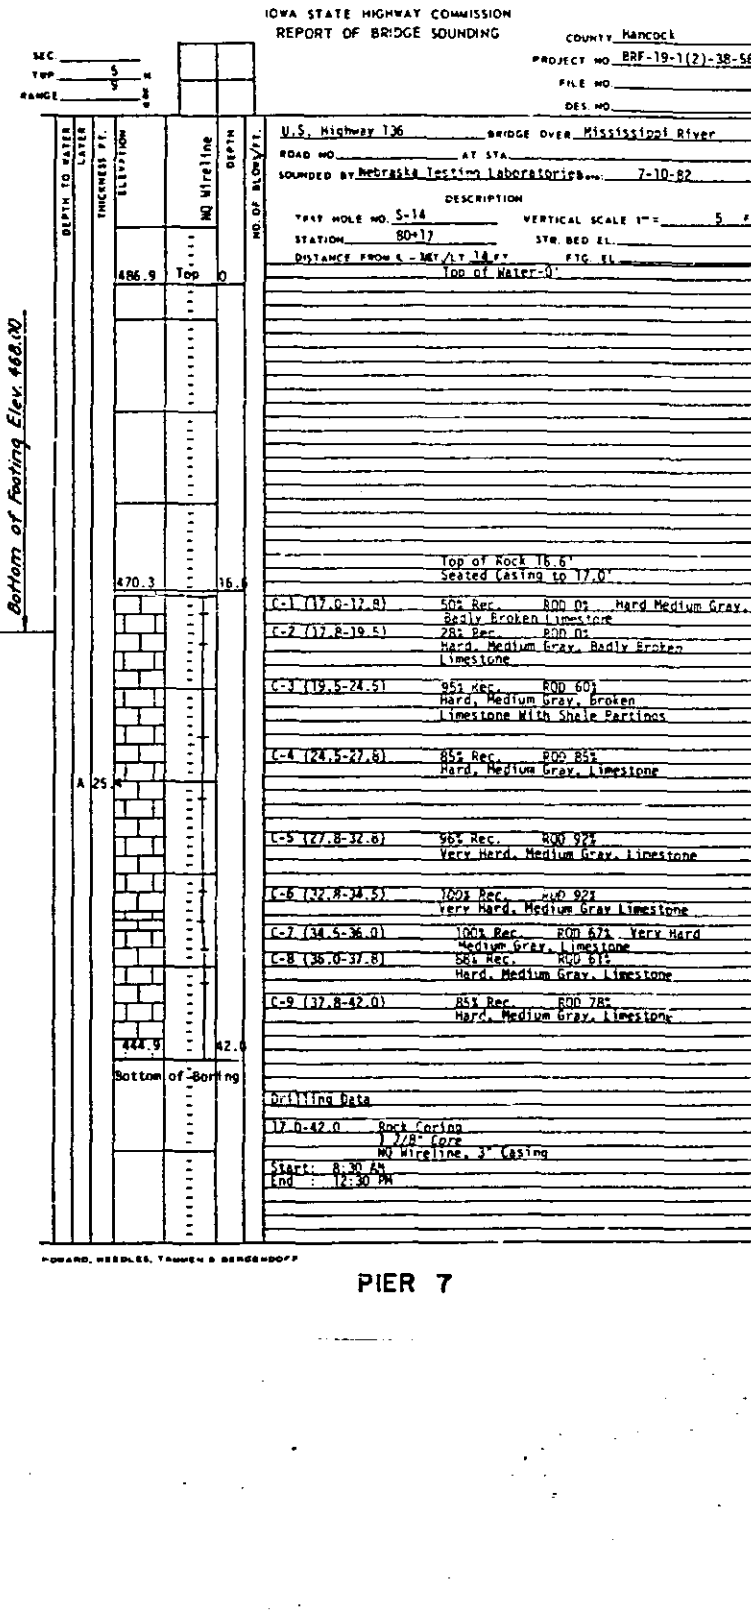 IOWA STATE HIGHWAY COMMISSION
REPORT OF BRIDGE SOUNDING
COUNTY Hancock
PROJECT NO BRF-19-1(2)-38-56
FILE NO.
DES. NO.
SEC.
TWP 5 N
RANGE 9
DEPTH TO WATER
LAYER
THICKNESS FT.
ELEVATION
NQ Wireline
DEPTH
NO. OF BLOWS/FT.
U.S. Highway 136 BRIDGE OVER Mississippi River
ROAD NO. AT STA.
SOUNDED BY Nebraska Testing Laboratories 7-10-82
DESCRIPTION
TEST HOLE NO. S-14 VERTICAL SCALE 1" = 5 F
STATION 80+17 STR. BED EL.
DISTANCE FROM ℄ - /LT 14 FT FTG. EL.
486.9 Top 0 Top of Water-0'
Bottom of Footing Elev. 468.00
Top of Rock 16.6'
470.3 16.6 Seated Casing to 17.0'
C-1 (17.0-17.8) 50% Rec. RQD 0% Hard Medium Gray,
Badly Broken Limestone
C-2 (17.8-19.5) 28% Rec. RQD 0%
Hard, Medium Gray, Badly Broken
Limestone
C-3 (19.5-24.5) 95% Rec. RQD 60%
Hard, Medium Gray, Broken
Limestone With Shale Partings
C-4 (24.5-27.8) 85% Rec. RQD 85%
Hard, Medium Gray, Limestone
A 25.4
C-5 (27.8-32.8) 96% Rec. RQD 92%
Very Hard, Medium Gray, Limestone
C-6 (32.8-34.5) 100% Rec. RQD 92%
Very Hard, Medium Gray Limestone
C-7 (34.5-36.0) 100% Rec. RQD 67% Very Hard
Medium Gray, Limestone
C-8 (36.0-37.8) Rec. RQD 61%
Hard, Medium Gray, Limestone
C-9 (37.8-42.0) 85% Rec. RQD 78%
Hard, Medium Gray, Limestone
444.9 42.0
Bottom of Boring
Drilling Data
17.0-42.0 Rock Coring
1 7/8" Core
NQ Wireline, 3" Casing
Start: 8:30 AM
End : 12:30 PM
HOWARD, NEEDLES, TAMMEN & BERGENDOFF
PIER 7